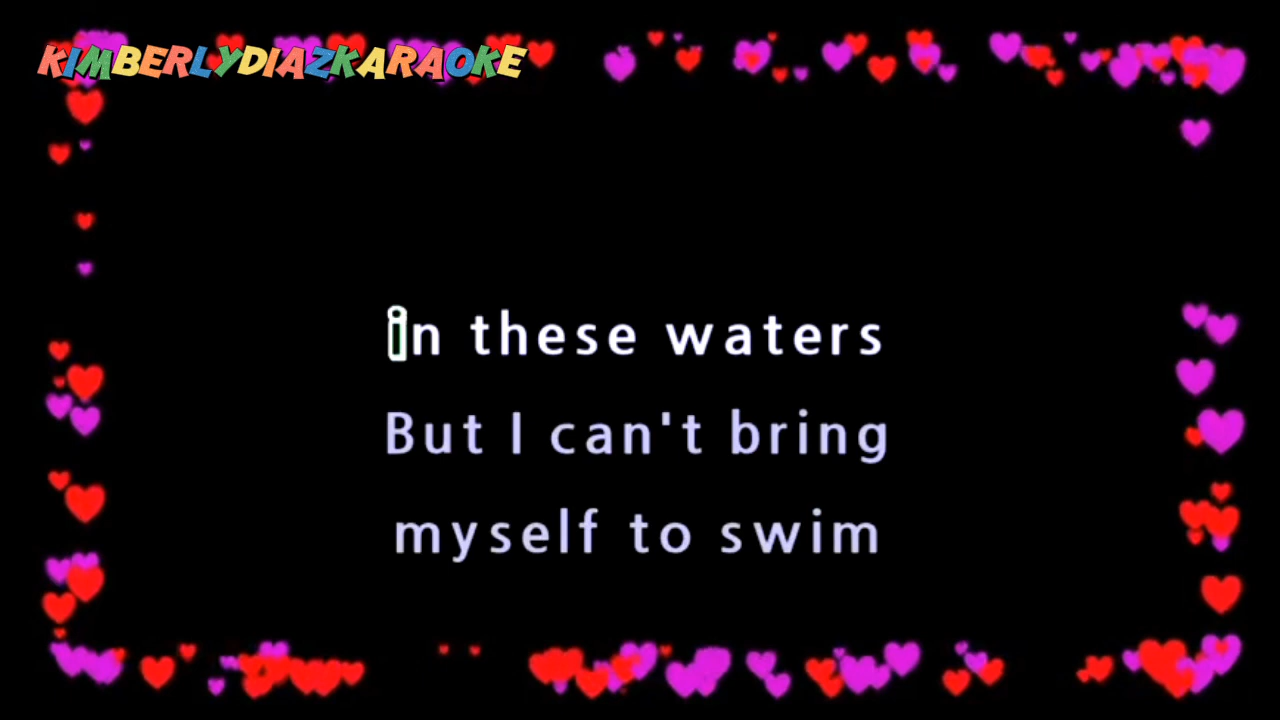 KIMBERLYDIAZKARAOKE
in these waters
But I can't bring
myself to swim